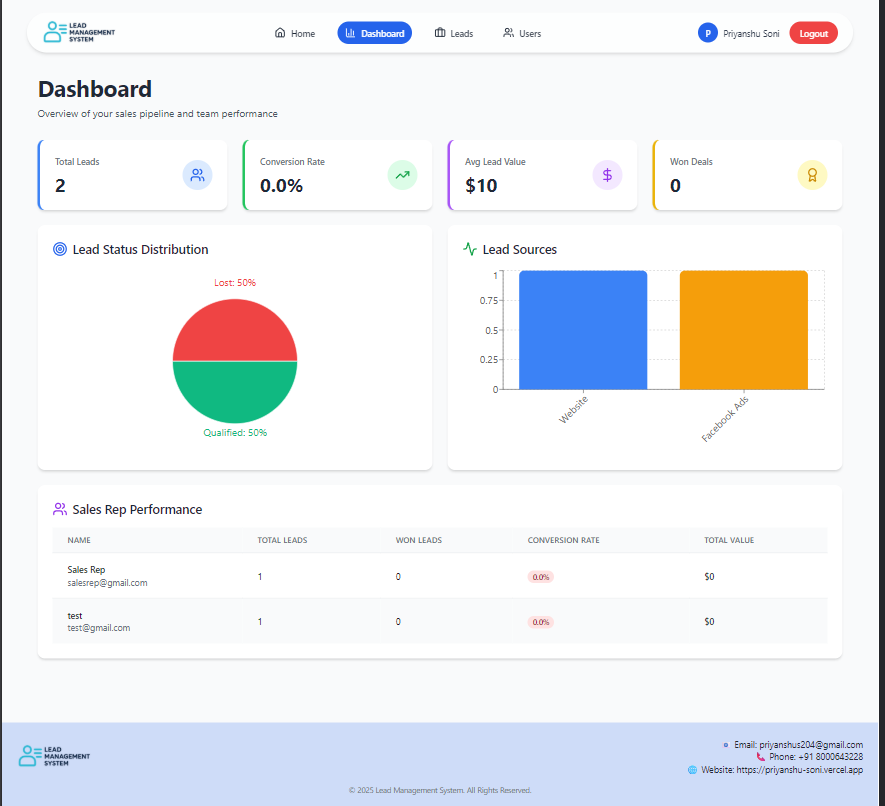 LEAD
MANAGEMENT
SYSTEM
Home
Dashboard
Leads
Users
P
Priyanshu Soni
Logout
Dashboard
Overview of your sales pipeline and team performance
Total Leads
2
Conversion Rate
0.0%
Avg Lead Value
$10
Won Deals
0
Lead Status Distribution
Lost: 50%
Qualified: 50%
Lead Sources
1
0.75
0.5
0.25
0
Website
Facebook Ads
Sales Rep Performance
NAME TOTAL LEADS WON LEADS CONVERSION RATE TOTAL VALUE
Sales Rep
salesrep@gmail.com
1 0 0.0% $0
test
test@gmail.com
1 0 0.0% $0
LEAD
MANAGEMENT
SYSTEM
Email: priyanshus204@gmail.com
Phone: +91 8000643228
Website: https://priyanshu-soni.vercel.app
© 2025 Lead Management System. All Rights Reserved.